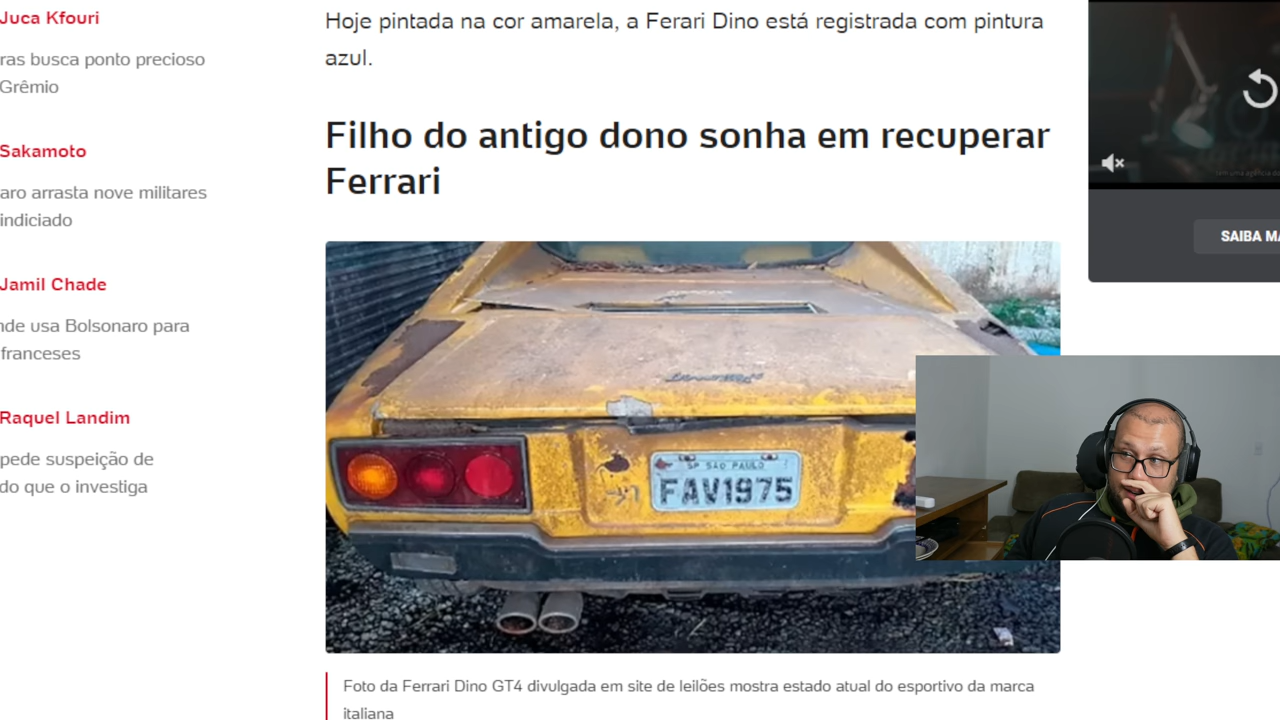 Juca Kfouri
ras busca ponto precioso
Grêmio
Sakamoto
aro arrasta nove militares
indiciado
Jamil Chade
nde usa Bolsonaro para
franceses
Raquel Landim
pede suspeição de
do que o investiga
Hoje pintada na cor amarela, a Ferari Dino está registrada com pintura
azul.
Filho do antigo dono sonha em recuperar
Ferrari
SP SÃO PAULO
FAV1975
Foto da Ferrari Dino GT4 divulgada em site de leilões mostra estado atual do esportivo da marca
italiana
SAIBA MA